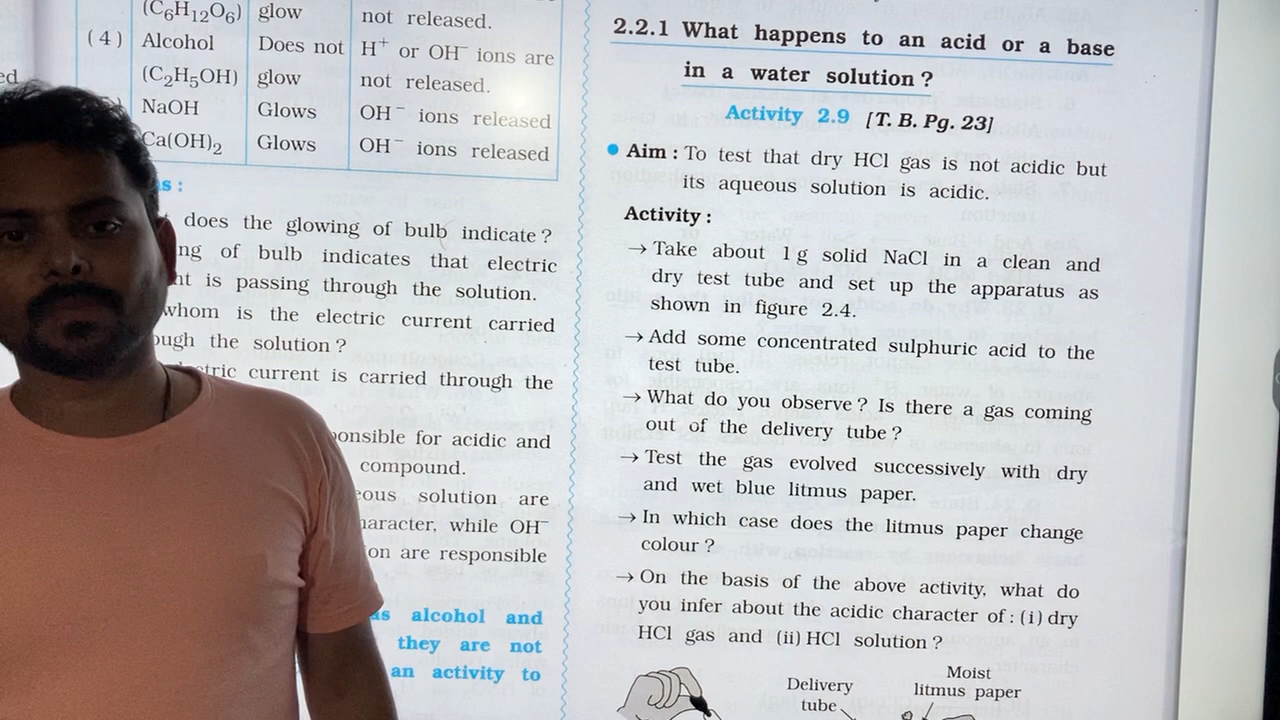 (C₆H₁₂O₆) glow not released.
(4) Alcohol Does not H⁺ or OH⁻ ions are
(C₂H₅OH) glow not released.
NaOH Glows OH⁻ ions released
Ca(OH)₂ Glows OH⁻ ions released
does the glowing of bulb indicate?
of bulb indicates that electric
is passing through the solution.
whom is the electric current carried
the solution?
current is carried through the
acidic and
compound.
solution are
while OH⁻
are responsible
alcohol and
they are not
an activity to
2.2.1 What happens to an acid or a base
in a water solution?
Activity 2.9 [T. B. Pg. 23]
• Aim : To test that dry HCl gas is not acidic but
its aqueous solution is acidic.
Activity :
→ Take about 1 g solid NaCl in a clean and
dry test tube and set up the apparatus as
shown in figure 2.4.
→ Add some concentrated sulphuric acid to the
test tube.
→ What do you observe? Is there a gas coming
out of the delivery tube?
→ Test the gas evolved successively with dry
and wet blue litmus paper.
→ In which case does the litmus paper change
colour?
→ On the basis of the above activity, what do
you infer about the acidic character of : (i) dry
HCl gas and (ii) HCl solution?
Delivery
tube
Moist
litmus paper